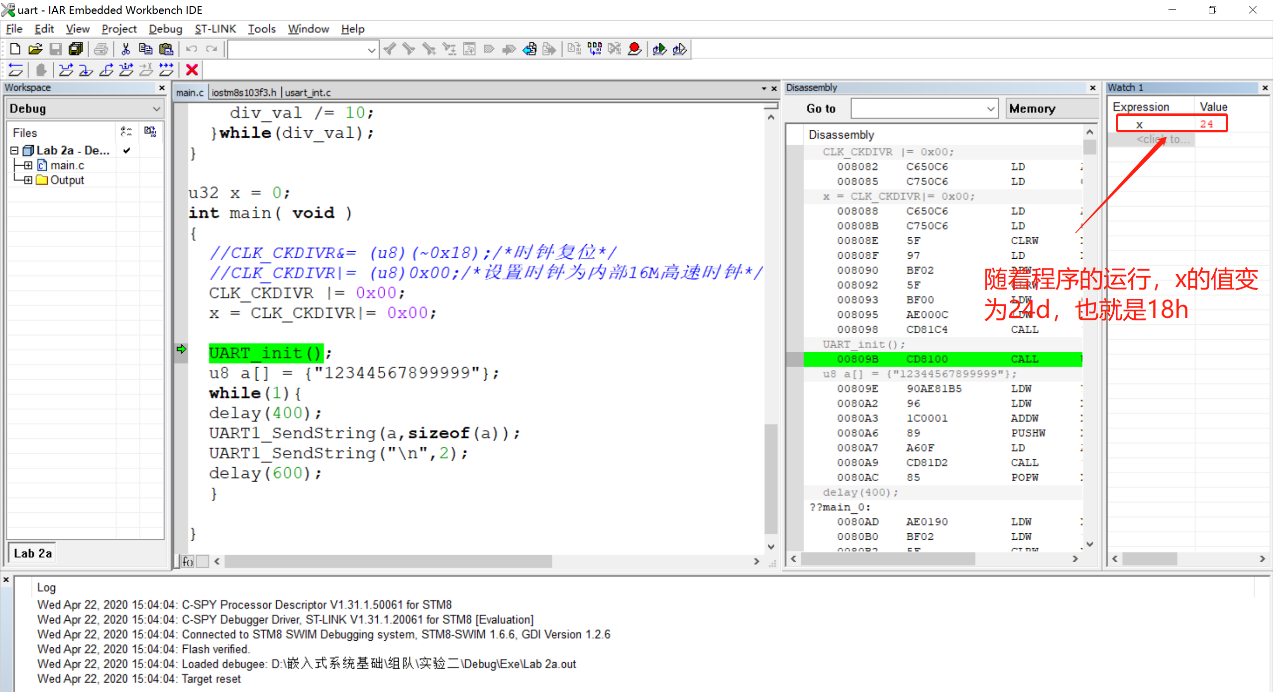 uart - IAR Embedded Workbench IDE
File Edit View Project Debug ST-LINK Tools Window Help
Workspace
Debug
Files
Lab 2a - De...
main.c
Output
Lab 2a
main.c iostm8s103f3.h usart_int.c
div_val /= 10;
}while(div_val);
}
u32 x = 0;
int main( void )
{
//CLK_CKDIVR&= (u8)(~0x18);/*时钟复位*/
//CLK_CKDIVR|= (u8)0x00;/*设置时钟为内部16M高速时钟*/
CLK_CKDIVR |= 0x00;
x = CLK_CKDIVR|= 0x00;
UART_init();
u8 a[] = {"12344567899999"};
while(1){
delay(400);
UART1_SendString(a,sizeof(a));
UART1_SendString("\n",2);
delay(600);
}
}
Disassembly
Go to Memory
Disassembly
CLK_CKDIVR |= 0x00;
008082 C650C6 LD
008085 C750C6 LD
x = CLK_CKDIVR|= 0x00;
008088 C650C6 LD
00808B C750C6 LD
00808E 5F CLRW
00808F 97 LD
008090 BF02
008092 5F
008093 BF00 LDW
008095 AE000C
008098 CD81C4 CALL
UART_init();
00809B CD8100 CALL
u8 a[] = {"12344567899999"};
00809E 90AE81B5 LDW
0080A2 96 LDW
0080A3 1C0001 ADDW
0080A6 89 PUSHW
0080A7 A60F LD
0080A9 CD81D2 CALL
0080AC 85 POPW
delay(400);
??main_0:
0080AD AE0190 LDW
0080B0 BF02 LDW
0080B2 5F CLRW
Watch 1
Expression Value
x 24
<click to...
随着程序的运行，x的值变
为24d，也就是18h
Log
Wed Apr 22, 2020 15:04:04: C-SPY Processor Descriptor V1.31.1.50061 for STM8
Wed Apr 22, 2020 15:04:04: C-SPY Debugger Driver, ST-LINK V1.31.1.20061 for STM8 [Evaluation]
Wed Apr 22, 2020 15:04:04: Connected to STM8 SWIM Debugging system, STM8-SWIM 1.6.6, GDI Version 1.2.6
Wed Apr 22, 2020 15:04:04: Flash verified.
Wed Apr 22, 2020 15:04:04: Loaded debugee: D:\嵌入式系统基础\组队\实验二\Debug\Exe\Lab 2a.out
Wed Apr 22, 2020 15:04:04: Target reset